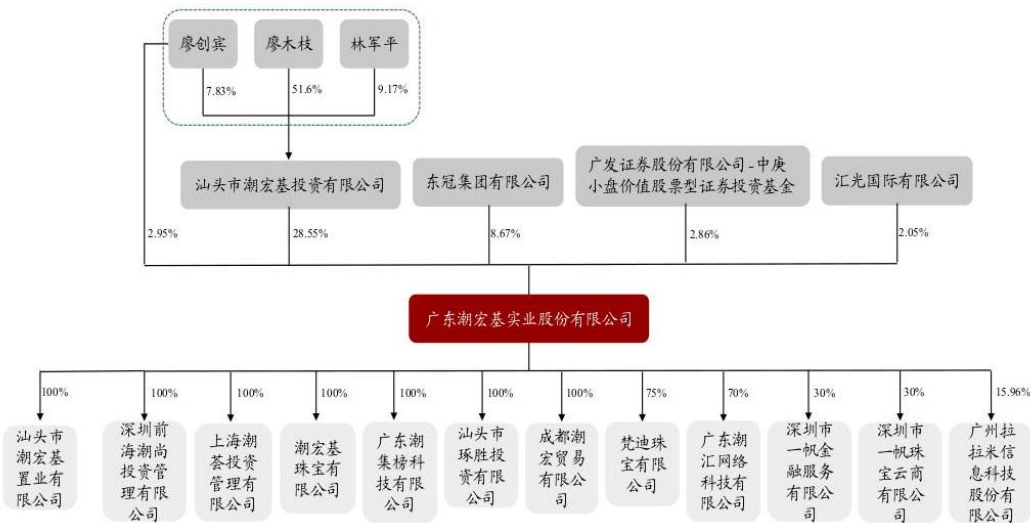 廖创宾
廖木枝
林军平
7.83%
51.6%
9.17%
汕头市潮宏基投资有限公司
东冠集团有限公司
广发证券股份有限公司-中庚
小盘价值股票型证券投资基金
汇光国际有限公司
2.95%
28.55%
8.67%
2.86%
2.05%
广东潮宏基实业股份有限公司
100%
100%
100%
100%
100%
100%
100%
75%
70%
30%
30%
15.96%
汕头市
潮宏基
置业有
限公司
深圳前
海潮尚
投资管
理有限
公司
上海潮
荟投资
管理有
限公司
潮宏基
珠宝有
限公司
广东潮
集榜科
技有限
公司
汕头市
琢胜投
资有限
公司
成都潮
宏贸易
有限公
司
梵迪珠
宝有限
公司
广东潮
汇网络
科技有
限公司
深圳市
一帆金
融服务
有限公
司
深圳市
一帆珠
宝云商
有限公
司
广州拉
拉米信
息科技
股份有
限公司